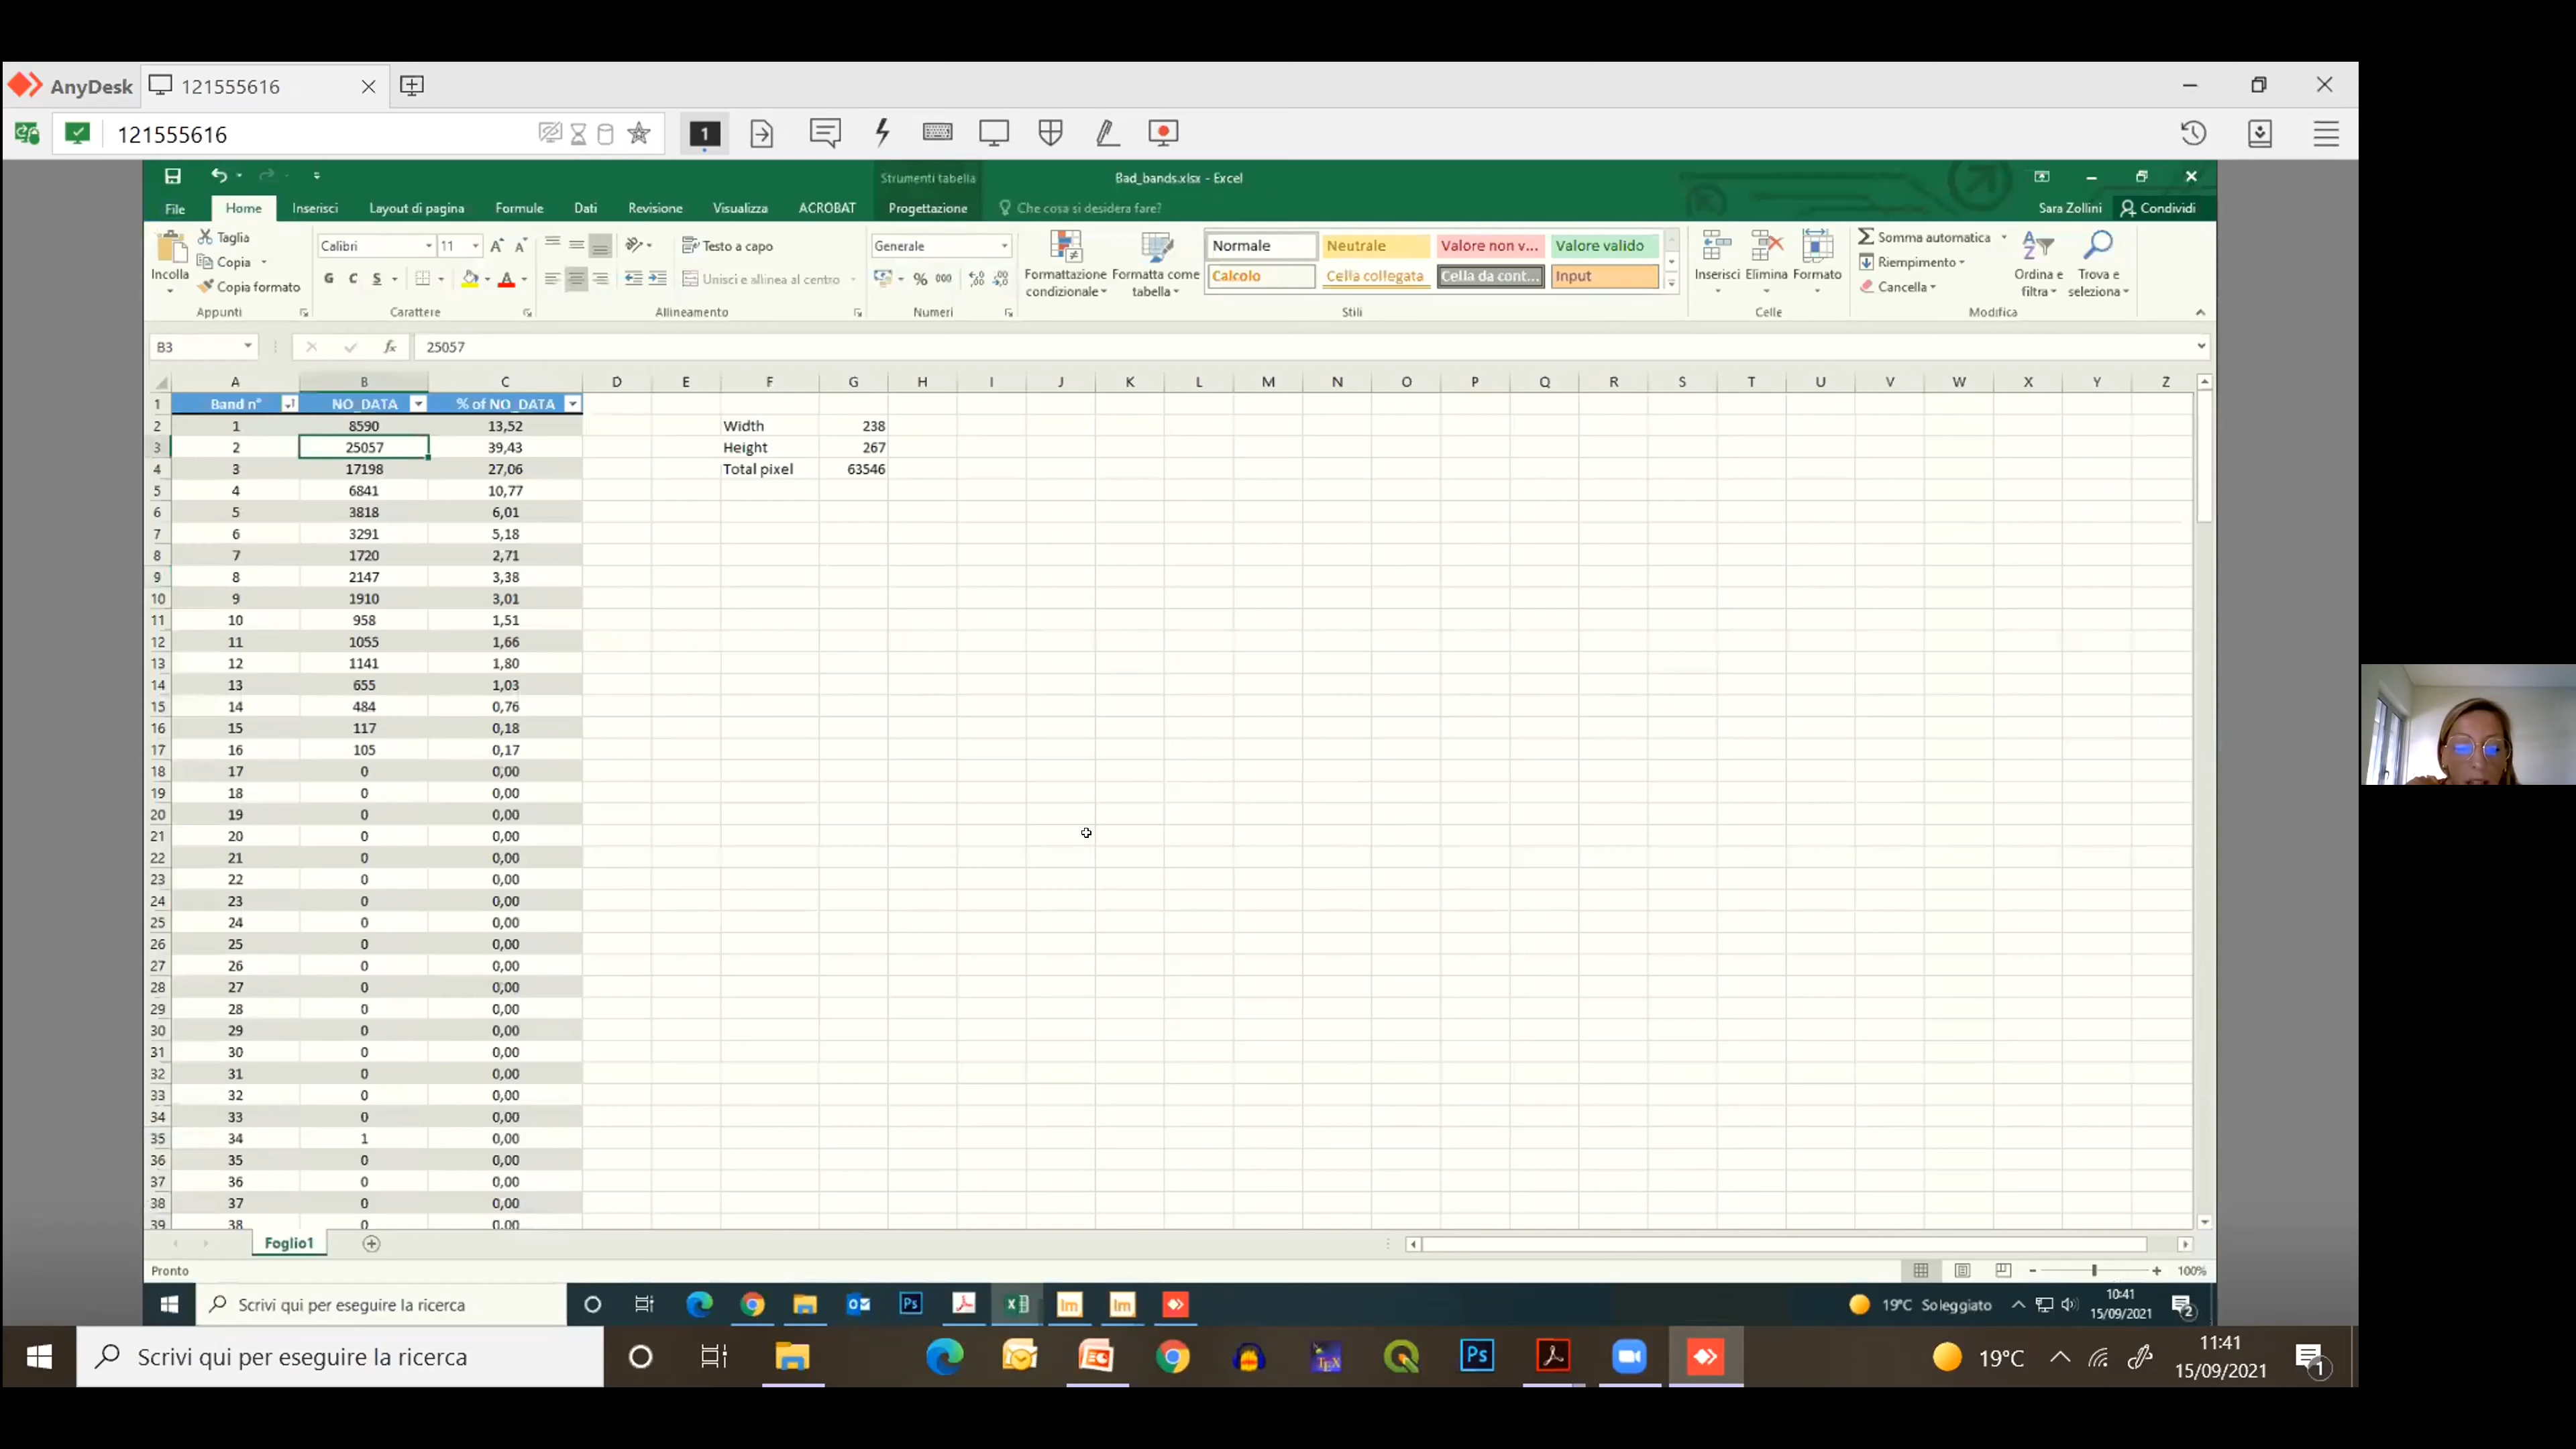 AnyDesk 121555616
121555616 1
Strumenti tabella Bad_bands.xlsx - Excel
File Home Inserisci Layout di pagina Formule Dati Revisione Visualizza ACROBAT Progettazione Che cosa si desidera fare? Sara Zollini Condividi
Incolla Taglia Copia Copia formato Appunti
Calibri 11 G C S Carattere
Testo a capo Unisci e allinea al centro Allineamento
Generale % 000 Numeri
Formattazione condizionale Formatta come tabella
Normale Neutrale Valore non v... Valore valido
Calcolo Cella collegata Cella da cont... Input
Stili
Inserisci Elimina Formato Celle
Somma automatica Riempimento Cancella Ordina e filtra Trova e seleziona Modifica
B3 fx 25057
A B C D E F G H I J K L M N O P Q R S T U V W X Y Z
1 Band n° NO_DATA % of NO_DATA
2 1 8590 13,52 Width 238
3 2 25057 39,43 Height 267
4 3 17198 27,06 Total pixel 63546
5 4 6841 10,77
6 5 3818 6,01
7 6 3291 5,18
8 7 1720 2,71
9 8 2147 3,38
10 9 1910 3,01
11 10 958 1,51
12 11 1055 1,66
13 12 1141 1,80
14 13 655 1,03
15 14 484 0,76
16 15 117 0,18
17 16 105 0,17
18 17 0 0,00
19 18 0 0,00
20 19 0 0,00
21 20 0 0,00
22 21 0 0,00
23 22 0 0,00
24 23 0 0,00
25 24 0 0,00
26 25 0 0,00
27 26 0 0,00
28 27 0 0,00
29 28 0 0,00
30 29 0 0,00
31 30 0 0,00
32 31 0 0,00
33 32 0 0,00
34 33 0 0,00
35 34 1 0,00
36 35 0 0,00
37 36 0 0,00
38 37 0 0,00
39 38 0 0,00
Foglio1
Pronto 100%
Scrivi qui per eseguire la ricerca Ps Im Im 19°C Soleggiato 10:41
15/09/2021 2
Scrivi qui per eseguire la ricerca TEX Ps 19°C 11:41
15/09/2021 1